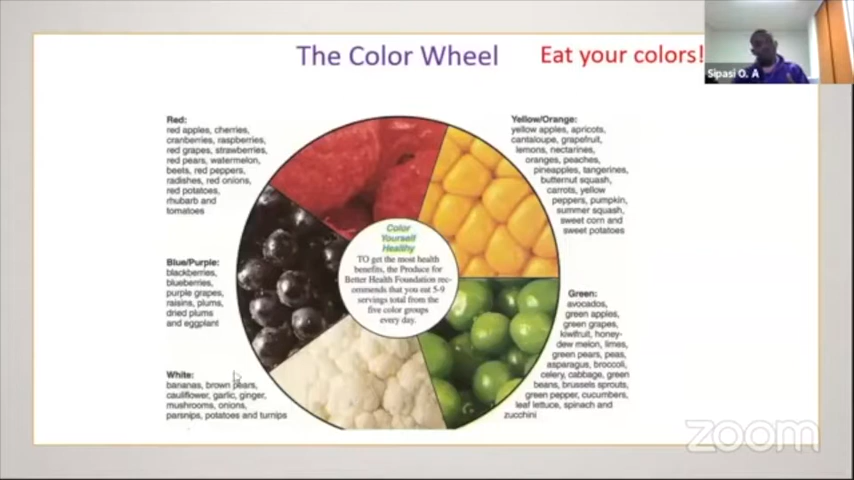 The Color Wheel
Eat your colors!
Sipasi O. A
Red:
red apples, cherries,
cranberries, raspberries,
red grapes, strawberries,
red pears, watermelon,
beets, red peppers,
radishes, red onions,
red potatoes,
rhubarb and
tomatoes
Yellow/Orange:
yellow apples, apricots,
cantaloupe, grapefruit,
lemons, nectarines,
oranges, peaches,
pineapples, tangerines,
butternut squash,
carrots, yellow
peppers, pumpkin,
summer squash,
sweet corn and
sweet potatoes
Color
Yourself
Healthy
TO get the most health
benefits, the Produce for
Better Health Foundation rec-
commends that you eat 5-9
servings total from the
five color groups
every day.
Blue/Purple:
blackberries,
blueberries,
purple grapes,
raisins, plums,
dried plums
and eggplant
Green:
avocados,
green apples,
green grapes,
kiwifruit, honey-
dew melon, limes,
green pears, peas,
asparagus, broccoli,
celery, cabbage, green
beans, brussels sprouts,
green pepper, cucumbers,
leaf lettuce, spinach and
zucchini
White:
bananas, brown pears,
cauliflower, garlic, ginger,
mushrooms, onions,
parsnips, potatoes and turnips
zoom